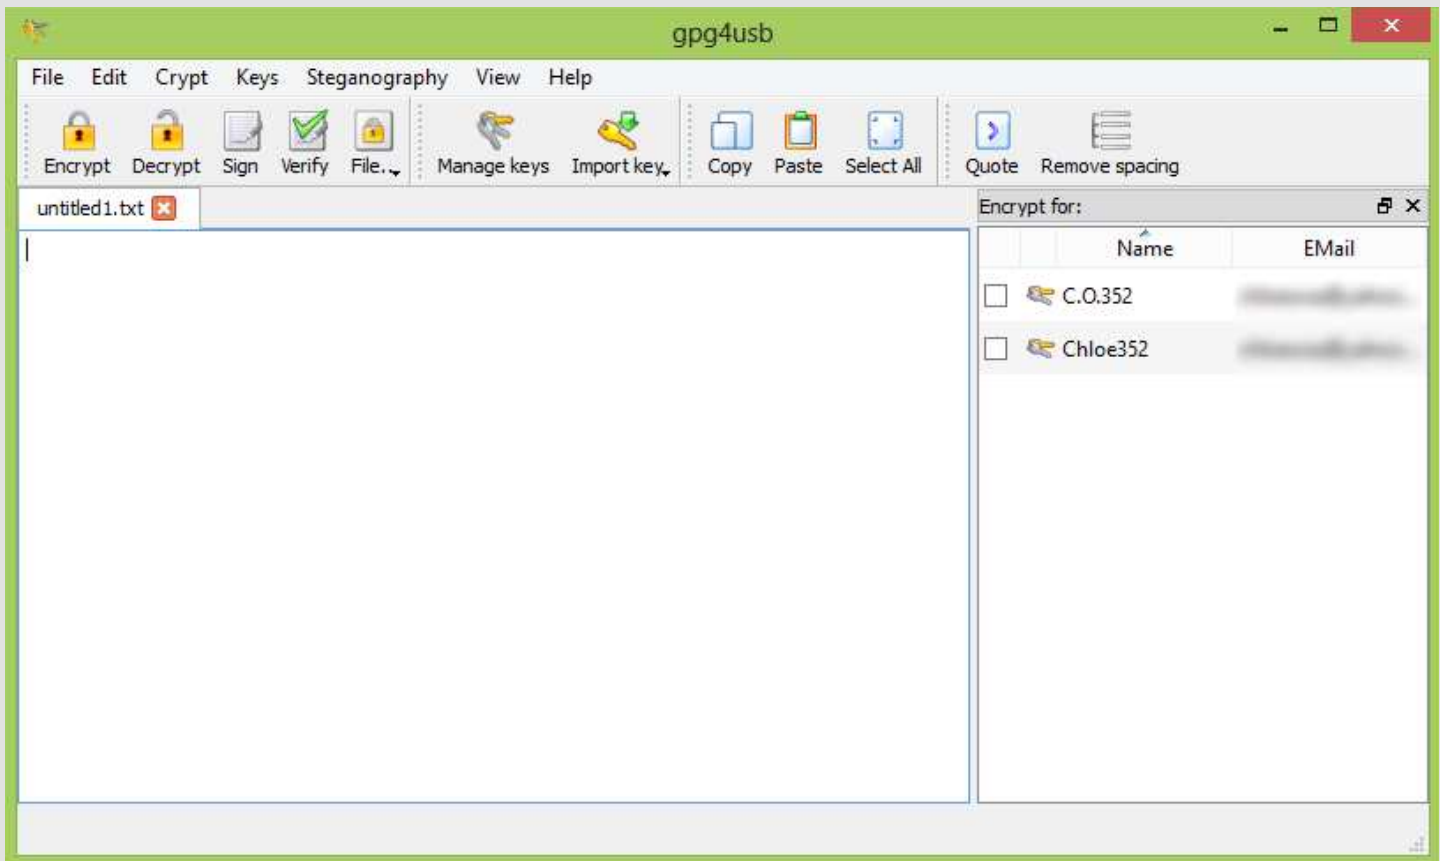 gpg4usb
File Edit Crypt Keys Steganography View Help
Encrypt Decrypt Sign Verify File.. Manage keys Import key Copy Paste Select All Quote Remove spacing
untitled1.txt
Encrypt for:
Name EMail
C.O.352
Chloe352